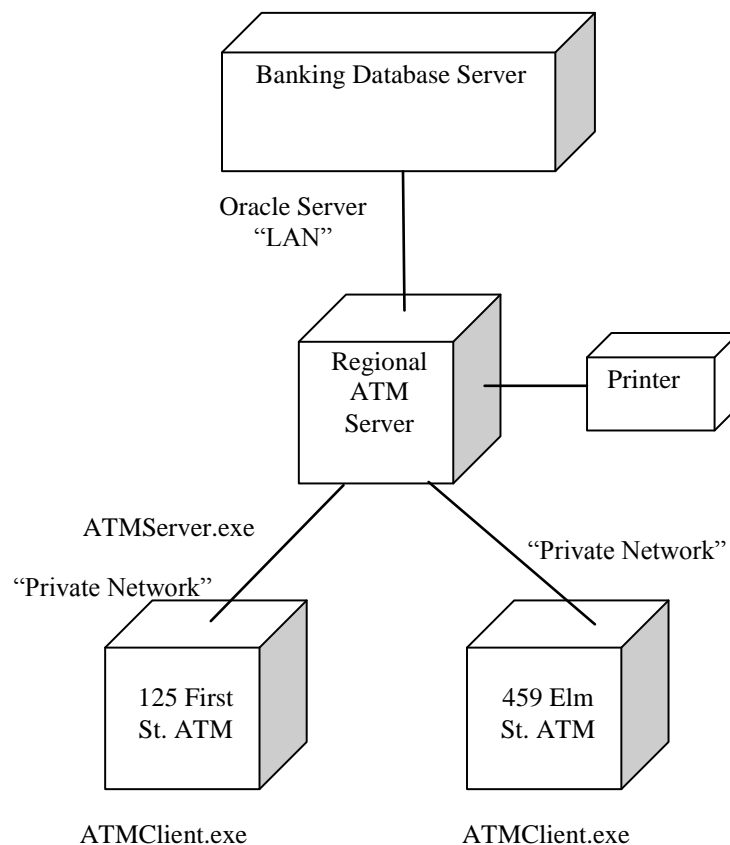 Banking Database Server
Oracle Server
“LAN”
Regional
ATM
Server
Printer
ATMServer.exe
“Private Network”
“Private Network”
125 First
St. ATM
459 Elm
St. ATM
ATMClient.exe
ATMClient.exe